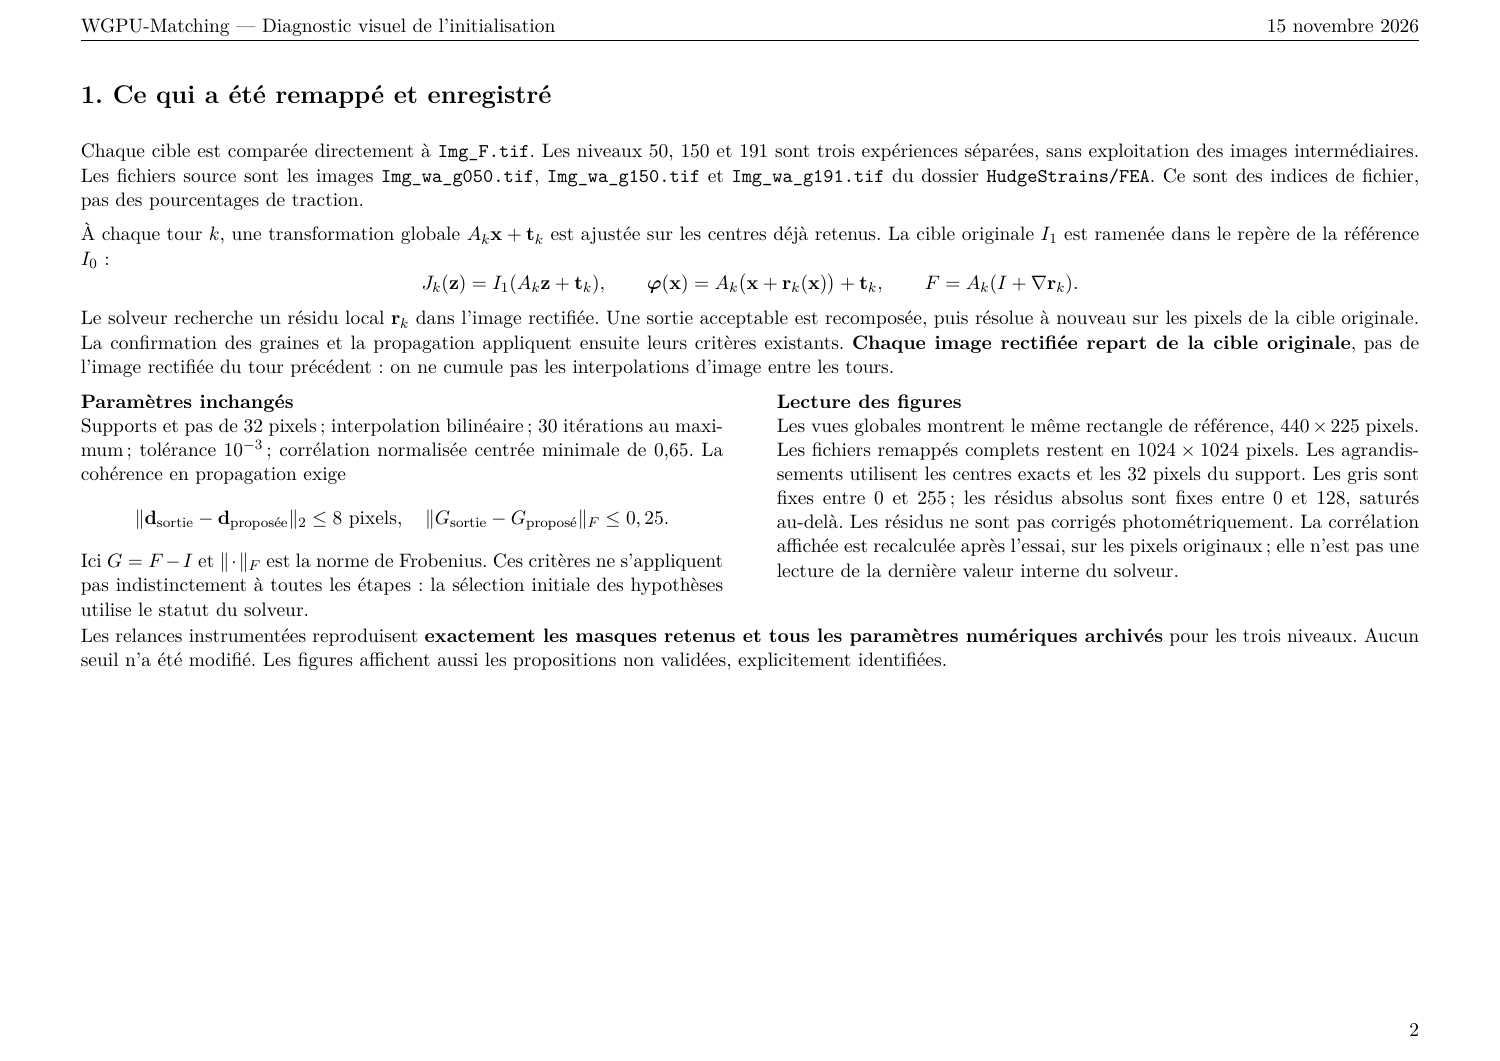 WGPU-Matching — Diagnostic visuel de l'initialisation
15 novembre 2026
1. Ce qui a été remappé et enregistré
Chaque cible est comparée directement à Img_F.tif. Les niveaux 50, 150 et 191 sont trois expériences séparées, sans exploitation des images intermédiaires.
Les fichiers source sont les images Img_wa_g050.tif, Img_wa_g150.tif et Img_wa_g191.tif du dossier HudgeStrains/FEA. Ce sont des indices de fichier,
pas des pourcentages de traction.
À chaque tour k, une transformation globale A_k x + t_k est ajustée sur les centres déjà retenus. La cible originale I_1 est ramenée dans le repère de la référence
I_0 :
J_k(z) = I_1(A_k z + t_k), φ(x) = A_k(x + r_k(x)) + t_k, F = A_k(I + ∇r_k).
Le solveur recherche un résidu local r_k dans l'image rectifiée. Une sortie acceptable est recomposée, puis résolue à nouveau sur les pixels de la cible originale.
La confirmation des graines et la propagation appliquent ensuite leurs critères existants. Chaque image rectifiée repart de la cible originale, pas de
l'image rectifiée du tour précédent : on ne cumule pas les interpolations d'image entre les tours.
Paramètres inchangés
Supports et pas de 32 pixels ; interpolation bilinéaire ; 30 itérations au maxi-
mum ; tolérance 10^{−3} ; corrélation normalisée centrée minimale de 0,65. La
cohérence en propagation exige
‖d_sortie − d_proposée‖_2 ≤ 8 pixels, ‖G_sortie − G_proposé‖_F ≤ 0, 25.
Ici G = F − I et ‖·‖_F est la norme de Frobenius. Ces critères ne s'appliquent
pas indistinctement à toutes les étapes : la sélection initiale des hypothèses
utilise le statut du solveur.
Lecture des figures
Les vues globales montrent le même rectangle de référence, 440 × 225 pixels.
Les fichiers remappés complets restent en 1024 × 1024 pixels. Les agrandis-
sements utilisent les centres exacts et les 32 pixels du support. Les gris sont
fixes entre 0 et 255 ; les résidus absolus sont fixes entre 0 et 128, saturés
au-delà. Les résidus ne sont pas corrigés photométriquement. La corrélation
affichée est recalculée après l'essai, sur les pixels originaux ; elle n'est pas une
lecture de la dernière valeur interne du solveur.
Les relances instrumentées reproduisent exactement les masques retenus et tous les paramètres numériques archivés pour les trois niveaux. Aucun
seuil n'a été modifié. Les figures affichent aussi les propositions non validées, explicitement identifiées.
2